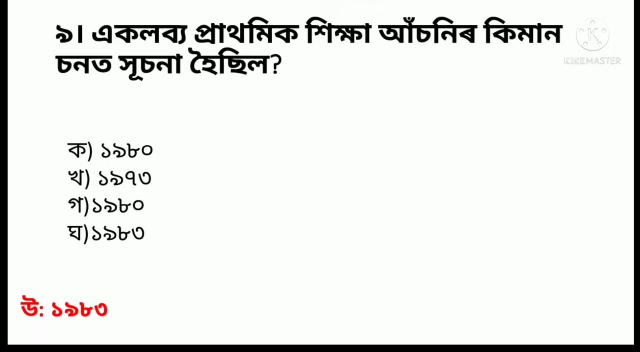 ৯। একলব্য প্ৰাথমিক শিক্ষা আঁচনিৰ কিমান
চনত সূচনা হৈছিল?
KINEMASTER
ক) ১৯৮০
খ) ১৯৭৩
গ)১৯৮০
ঘ)১৯৮৩
উ: ১৯৮৩